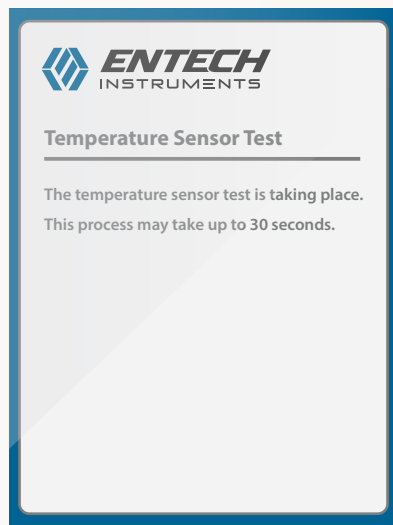 ENTECH
INSTRUMENTS
Temperature Sensor Test
The temperature sensor test is taking place.
This process may take up to 30 seconds.